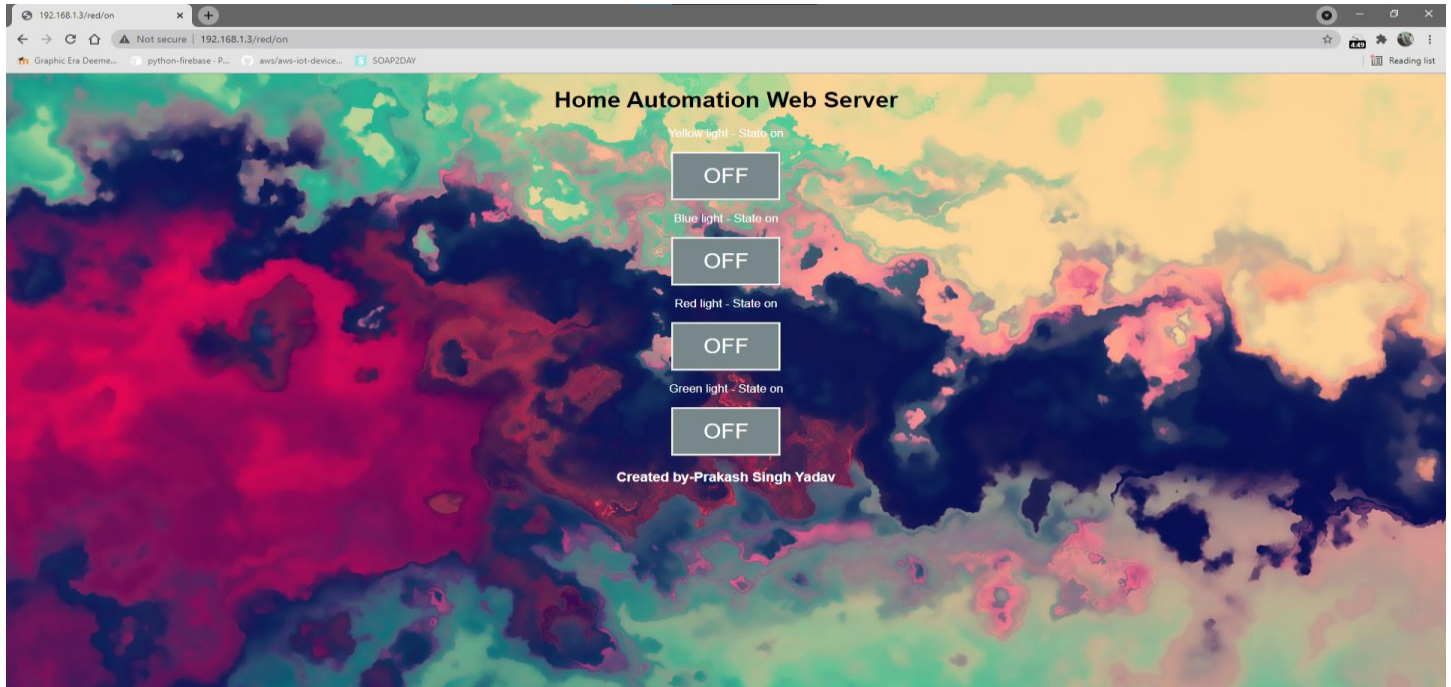 192.168.1.3/red/on
Not secure | 192.168.1.3/red/on
4:49
Graphic Era Deeme... python-firebase - P... aws/aws-iot-device... S SOAP2DAY Reading list
Home Automation Web Server
Yellow light - State on
OFF
Blue light - State on
OFF
Red light - State on
OFF
Green light - State on
OFF
Created by-Prakash Singh Yadav